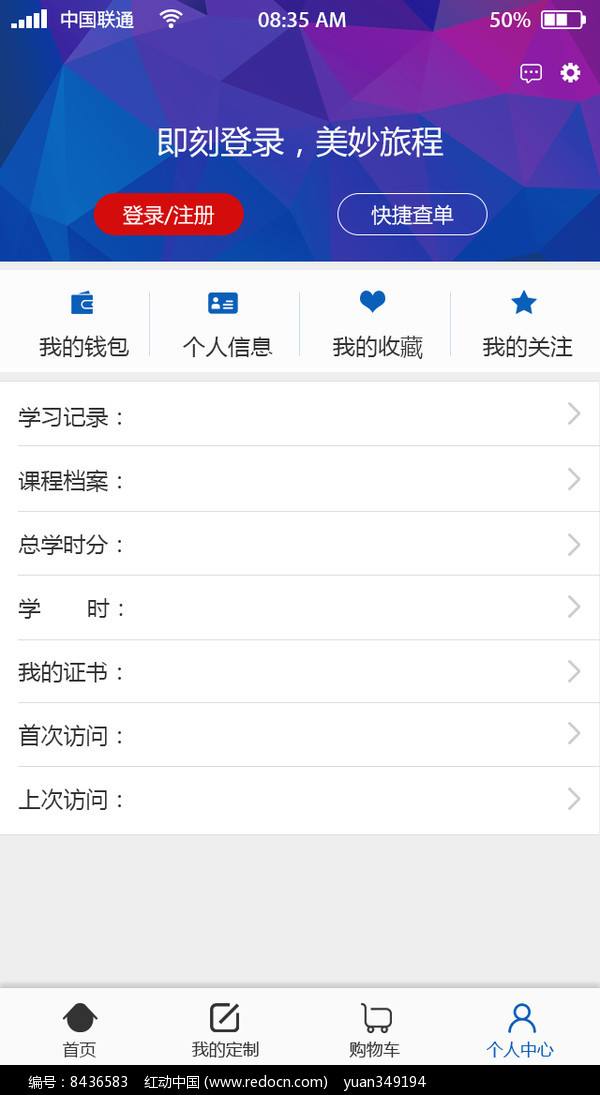 中国联通 08:35 AM 50%
即刻登录，美妙旅程
登录/注册 快捷查单
我的钱包 个人信息 我的收藏 我的关注
学习记录：
课程档案：
总学时分：
学 时：
我的证书：
首次访问：
上次访问：
首页 我的定制 购物车 个人中心
编号：8436583 红动中国 (www.redocn.com) yuan349194